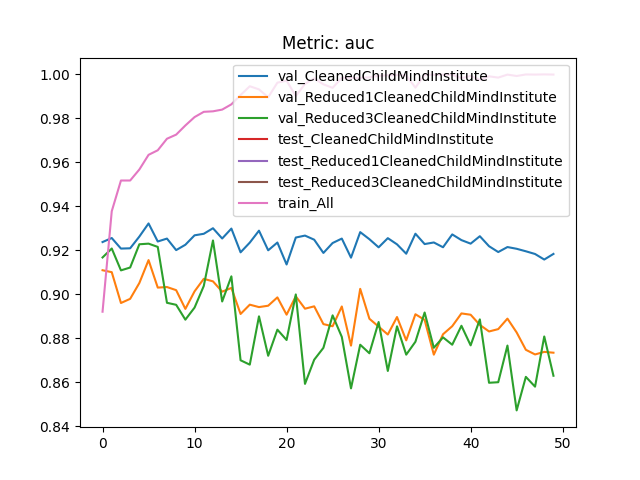 Metric: auc
1.00
0.98
0.96
0.94
0.92
0.90
0.88
0.86
0.84
val_CleanedChildMindInstitute
val_Reduced1CleanedChildMindInstitute
val_Reduced3CleanedChildMindInstitute
test_CleanedChildMindInstitute
test_Reduced1CleanedChildMindInstitute
test_Reduced3CleanedChildMindInstitute
train_All
0 10 20 30 40 50